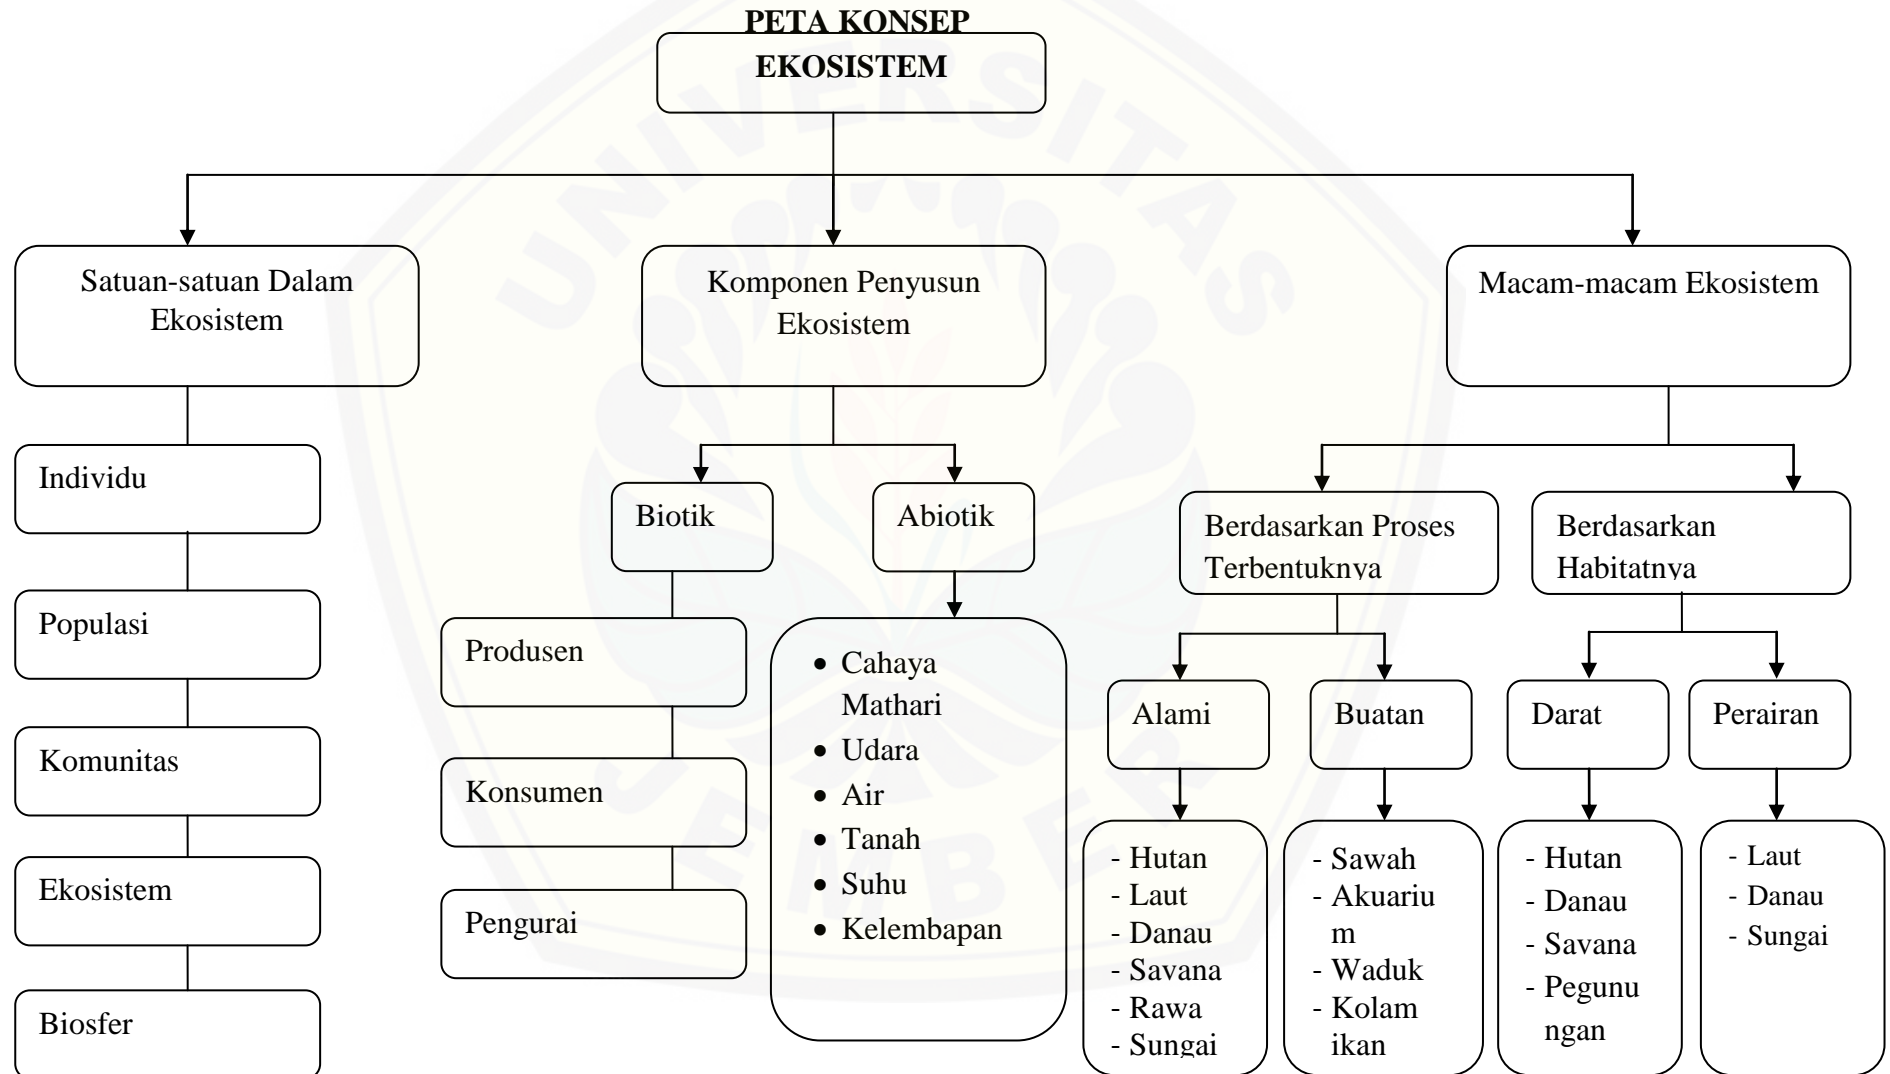 PETA KONSEP
EKOSISTEM
Satuan-satuan Dalam
Ekosistem
Komponen Penyusun
Ekosistem
Macam-macam Ekosistem
Individu
Populasi
Komunitas
Ekosistem
Biosfer
Biotik
Abiotik
Produsen
Konsumen
Pengurai
• Cahaya
Mathari
• Udara
• Air
• Tanah
• Suhu
• Kelembapan
Berdasarkan Proses
Terbentuknya
Berdasarkan
Habitatnya
Alami
Buatan
Darat
Perairan
- Hutan
- Laut
- Danau
- Savana
- Rawa
- Sungai
- Sawah
- Akuariu
m
- Waduk
- Kolam
ikan
- Hutan
- Danau
- Savana
- Pegunu
ngan
- Laut
- Danau
- Sungai
UNIVERSITAS
JEMBER